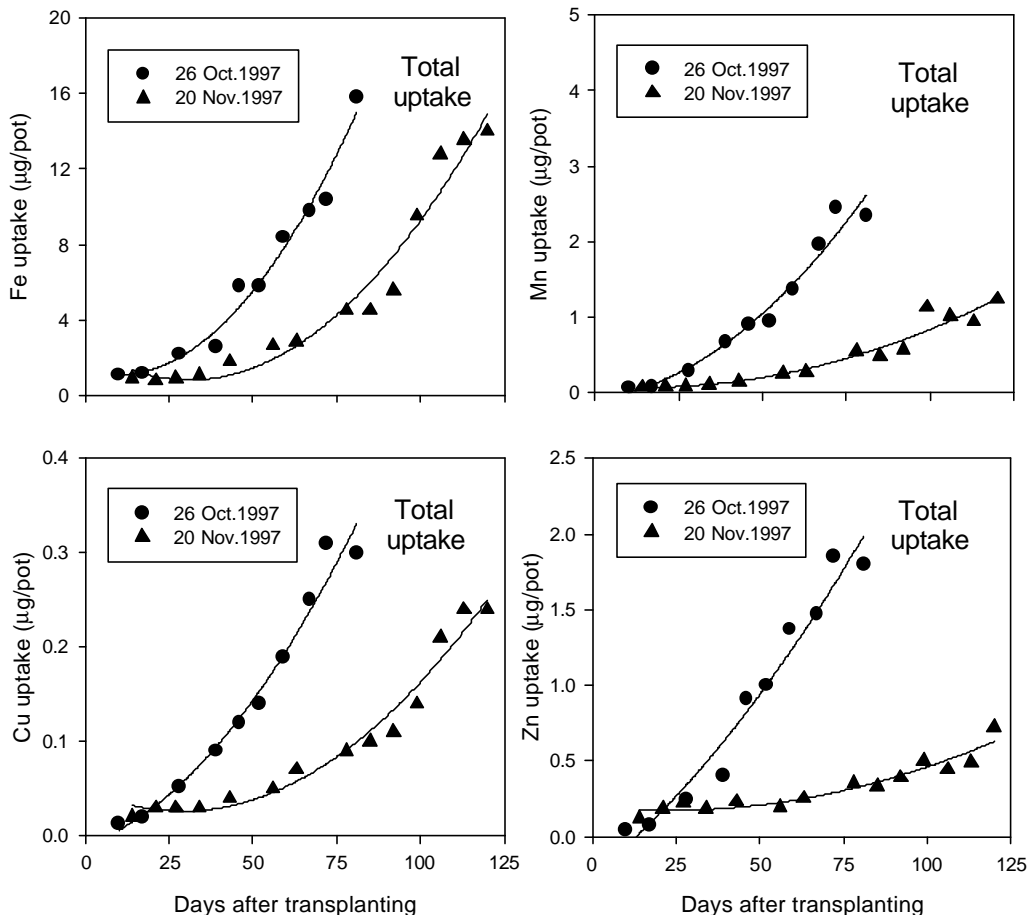 20
16
12
8
4
0
Fe uptake (µg/pot)
26 Oct.1997
20 Nov.1997
Total
uptake
5
4
3
2
1
0
Mn uptake (µg/pot)
26 Oct.1997
20 Nov.1997
Total
uptake
0.4
0.3
0.2
0.1
0.0
Cu uptake (µg/pot)
26 Oct.1997
20 Nov.1997
Total
uptake
0 25 50 75 100 125
Days after transplanting
2.5
2.0
1.5
1.0
0.5
0.0
Zn uptake (µg/pot)
26 Oct.1997
20 Nov.1997
Total
uptake
0 25 50 75 100 125
Days after transplanting